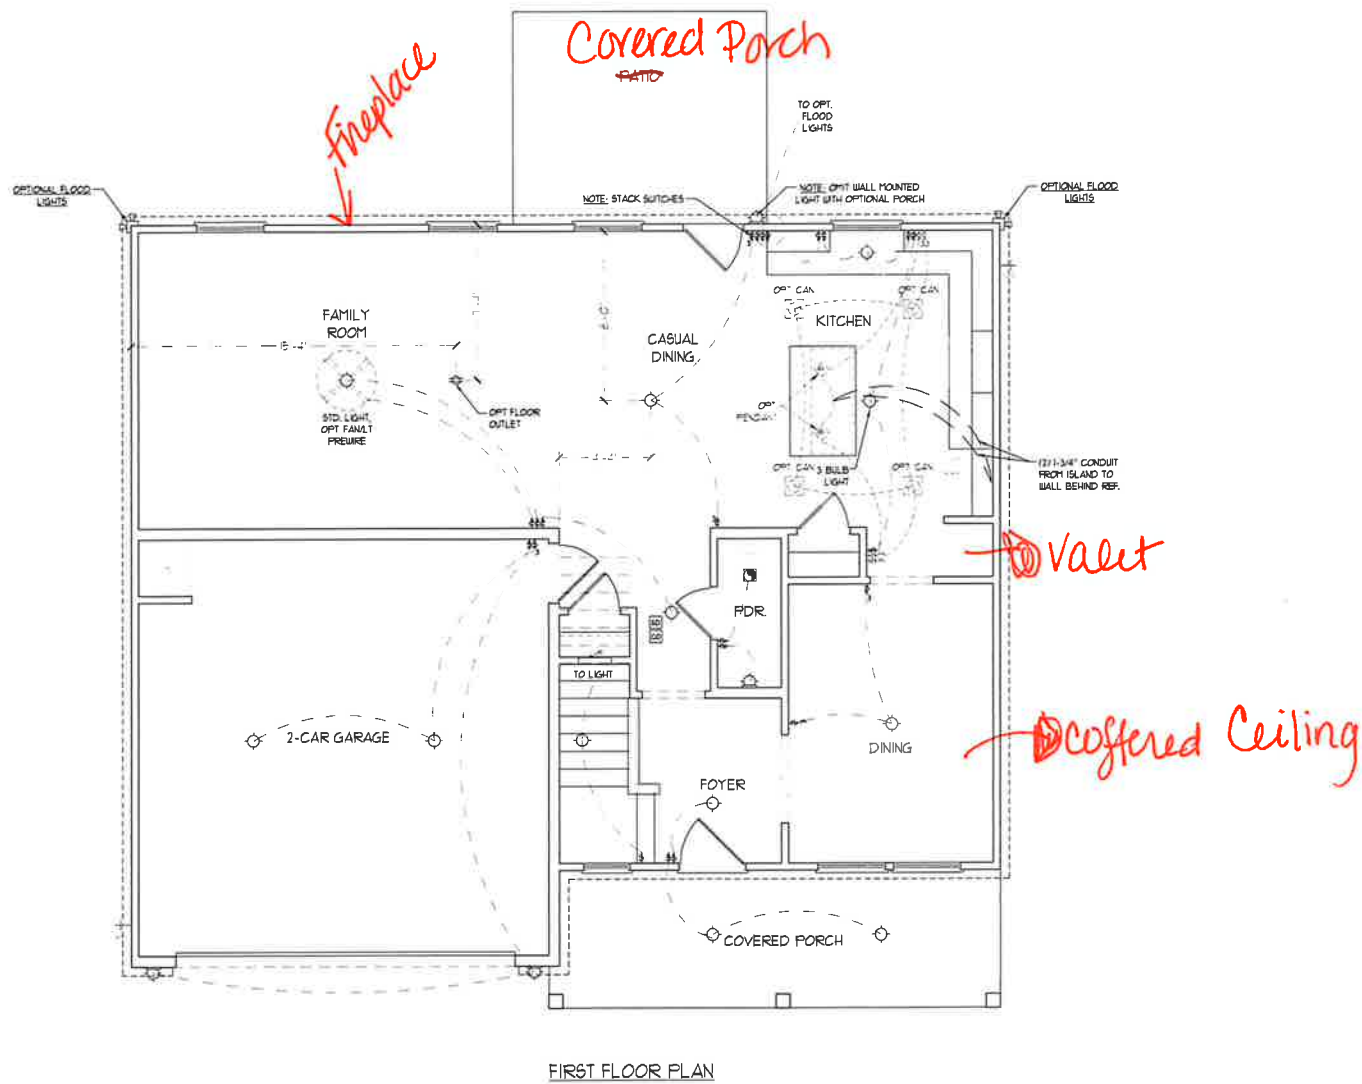 Covered Porch
PATIO
Fireplace
TO OPT.
FLOOD
LIGHTS
OPTIONAL FLOOD
LIGHTS
NOTE: STACK SWITCHES
NOTE: OMIT WALL MOUNTED
LIGHT WITH OPTIONAL PORCH
OPTIONAL FLOOD
LIGHTS
FAMILY
ROOM
15'-4"
STD. LIGHT,
OPT FAN/LT
PREWIRE
OPT FLOOR
OUTLET
CASUAL
DINING
OPT CAN
OPT CAN
KITCHEN
OPT
PENDANT
OPT CAN
3 BULB
LIGHT
OPT CAN
(2) 1-3/4" CONDUIT
FROM ISLAND TO
WALL BEHIND REF.
Valet
PDR.
TO LIGHT
2-CAR GARAGE
DINING
Coffered Ceiling
FOYER
COVERED PORCH
FIRST FLOOR PLAN